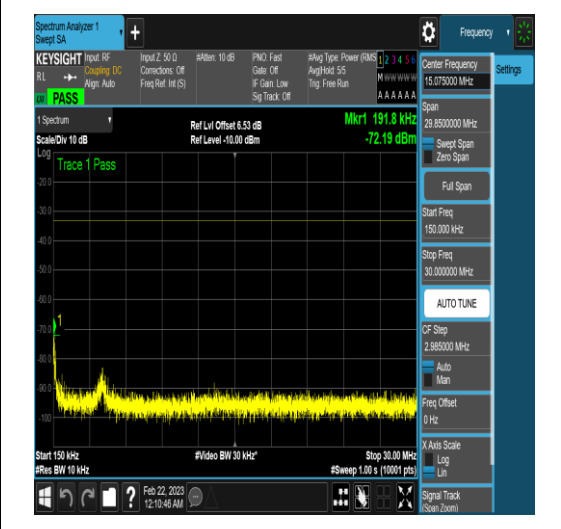 Spectrum Analyzer 1
Swept SA
+
Frequency
KEYSIGHT
RL
PASS
Input: RF
Coupling: DC
Align: Auto
Input Z: 50 Ω
Corrections: Off
Freq Ref: Int (S)
#Atten: 10 dB
PNO: Fast
Gate: Off
IF Gain: Low
Sig Track: Off
#Avg Type: Power (RMS
Avg|Hold: 5/5
Trig: Free Run
1 2 3 4 5 6
M W W W W W
A A A A A A
Center Frequency
15.075000 MHz
Settings
Span
29.8500000 MHz
Swept Span
Zero Span
Full Span
Start Freq
150.000 kHz
Stop Freq
30.000000 MHz
AUTO TUNE
CF Step
2.985000 MHz
Auto
Man
Freq Offset
0 Hz
X Axis Scale
Log
Lin
Signal Track
(Span Zoom)
1 Spectrum
Scale/Div 10 dB
Ref Lvl Offset 6.53 dB
Ref Level -10.00 dBm
Mkr1 191.8 kHz
-72.19 dBm
Log
Trace 1 Pass
-20.0
-30.0
-40.0
-50.0
-60.0
-70.0
-80.0
-90.0
-100
1
Start 150 kHz
#Res BW 10 kHz
#Video BW 30 kHz*
Stop 30.00 MHz
#Sweep 1.00 s (10001 pts)
?
Feb 22, 2023
12:10:46 AM